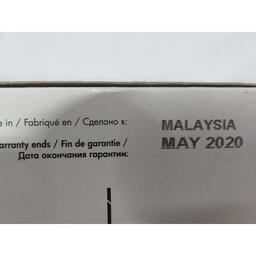 e in / Fabriqué en / Сделано в: MALAYSIA
arranty ends / Fin de garantie / MAY 2020
Дата окончания гарантии: